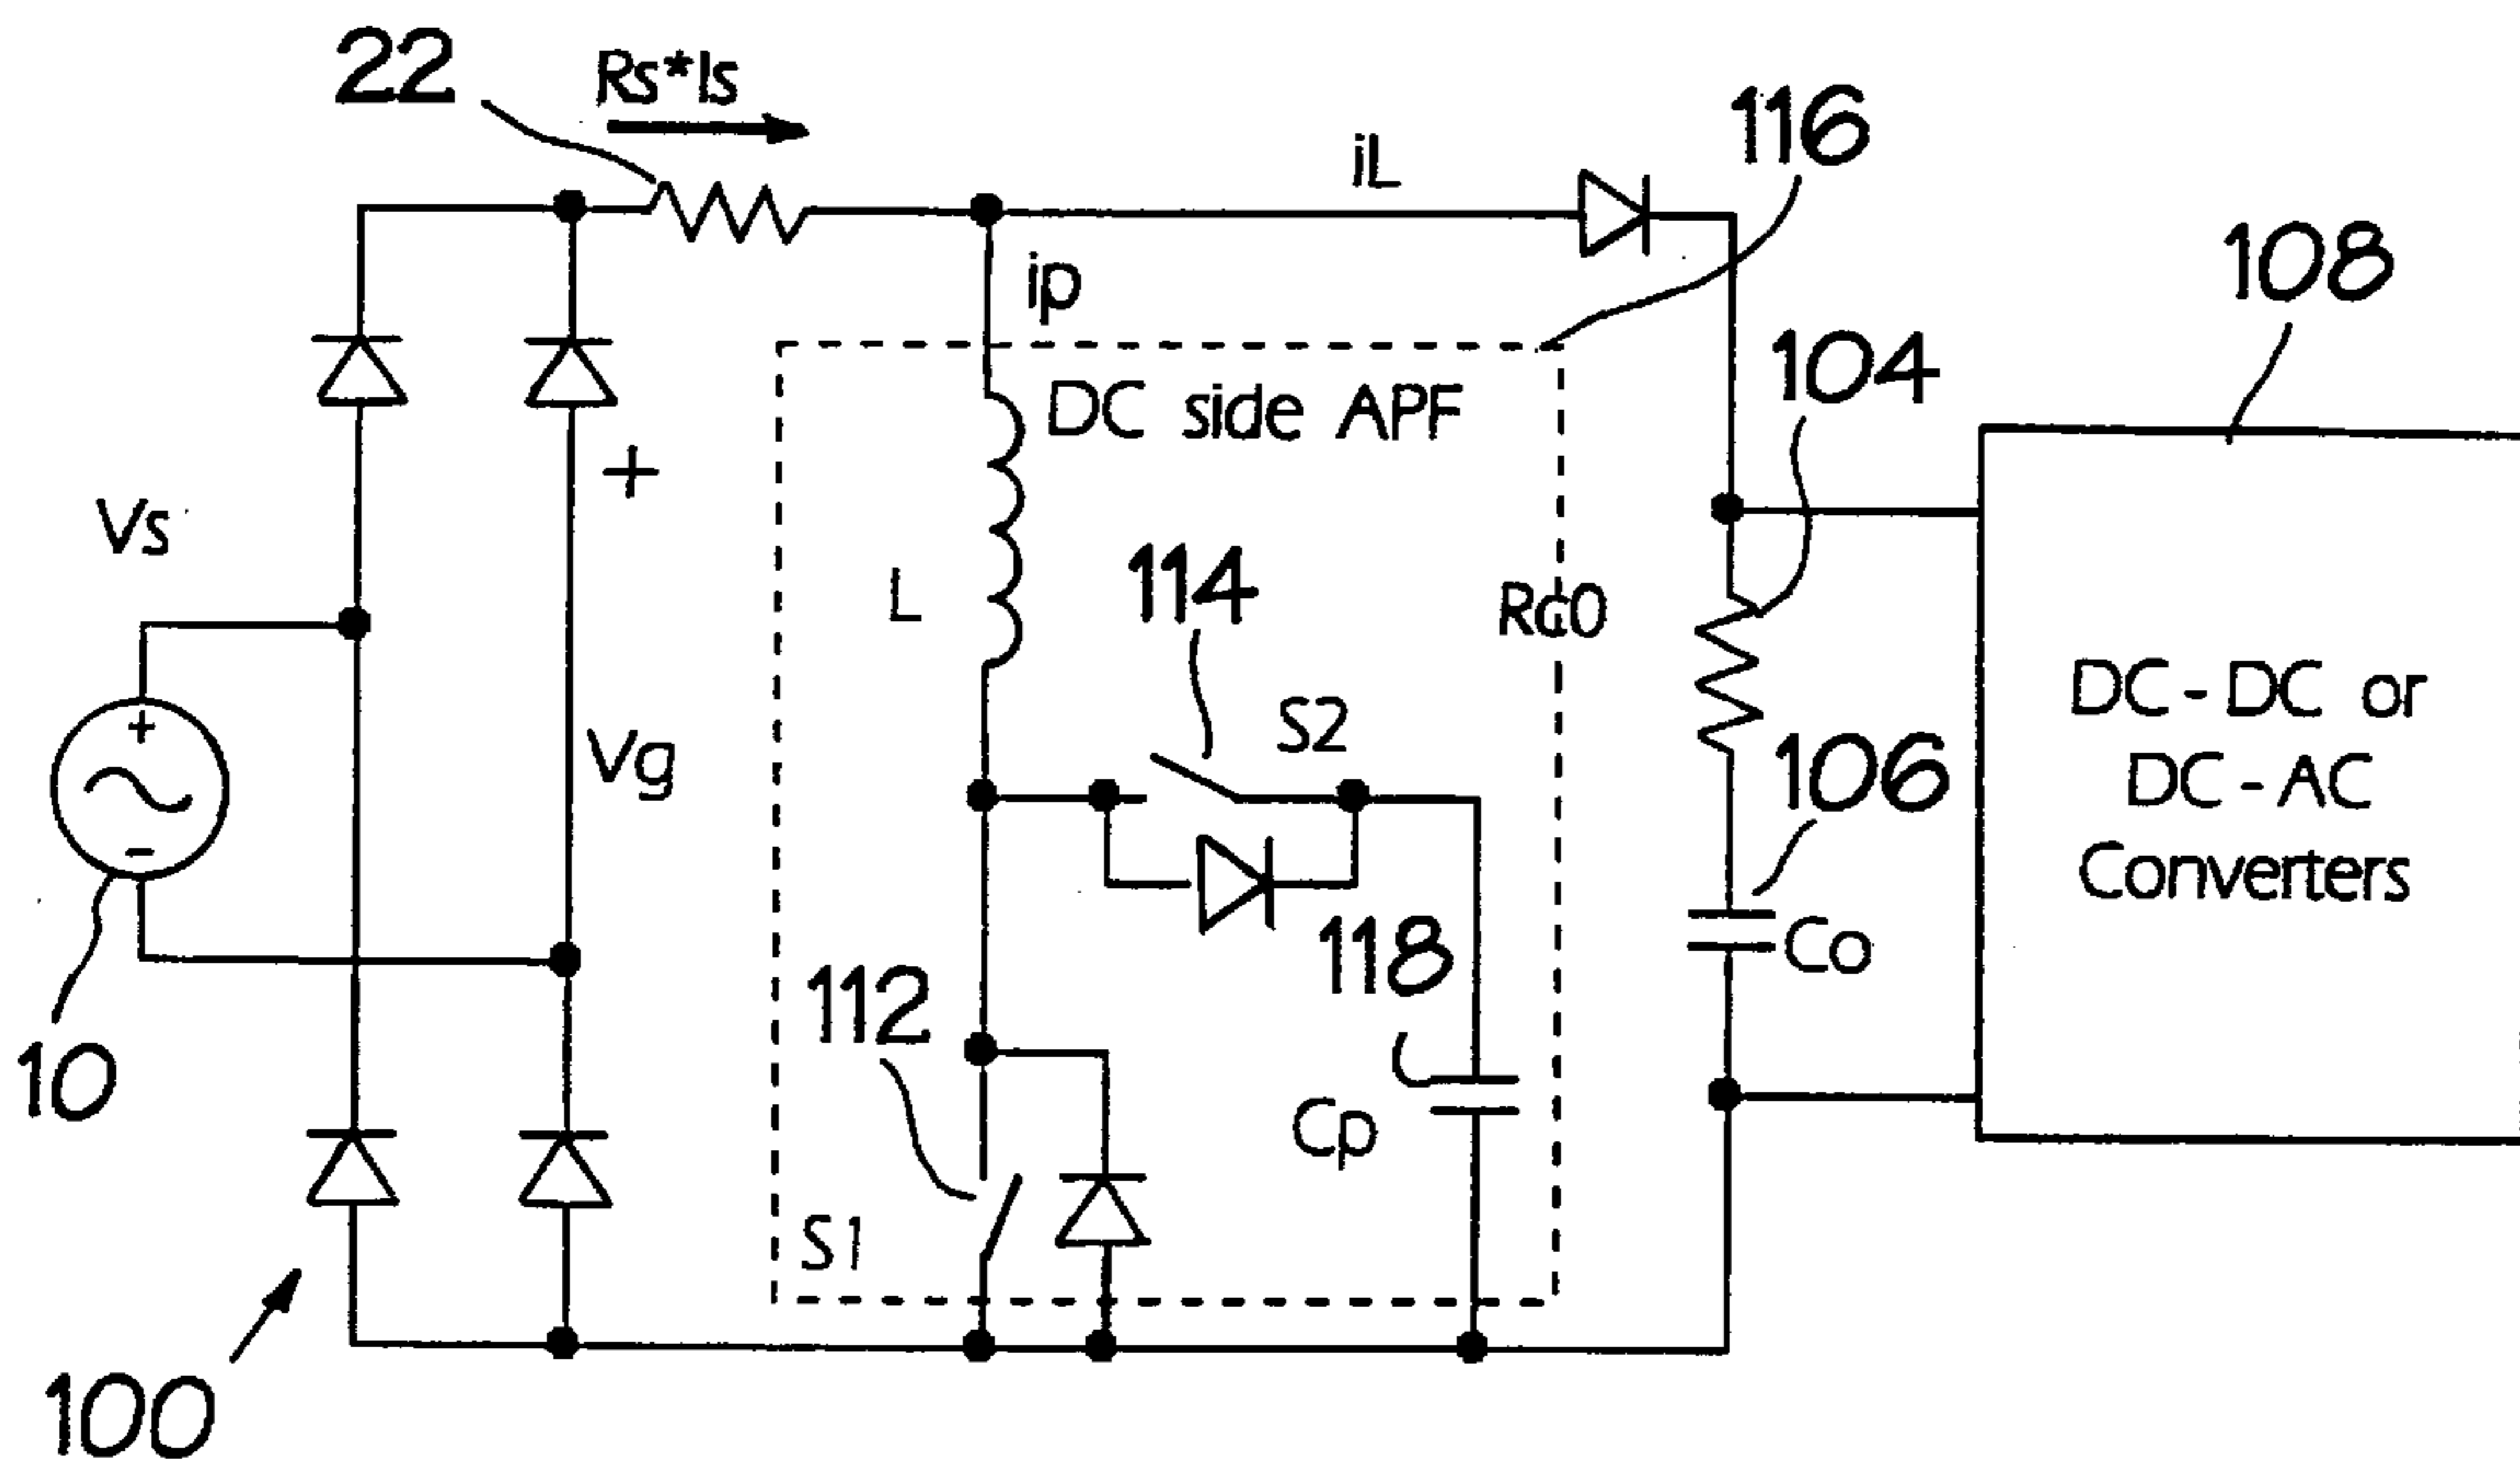 22
Rs*Is
116
iL
108
ip
104
DC side APF
+
Vs
114
L
Rc0
S2
DC - DC or
DC - AC
Converters
106
+
Vg
-
Co
118
112
10
Cp
S1
100